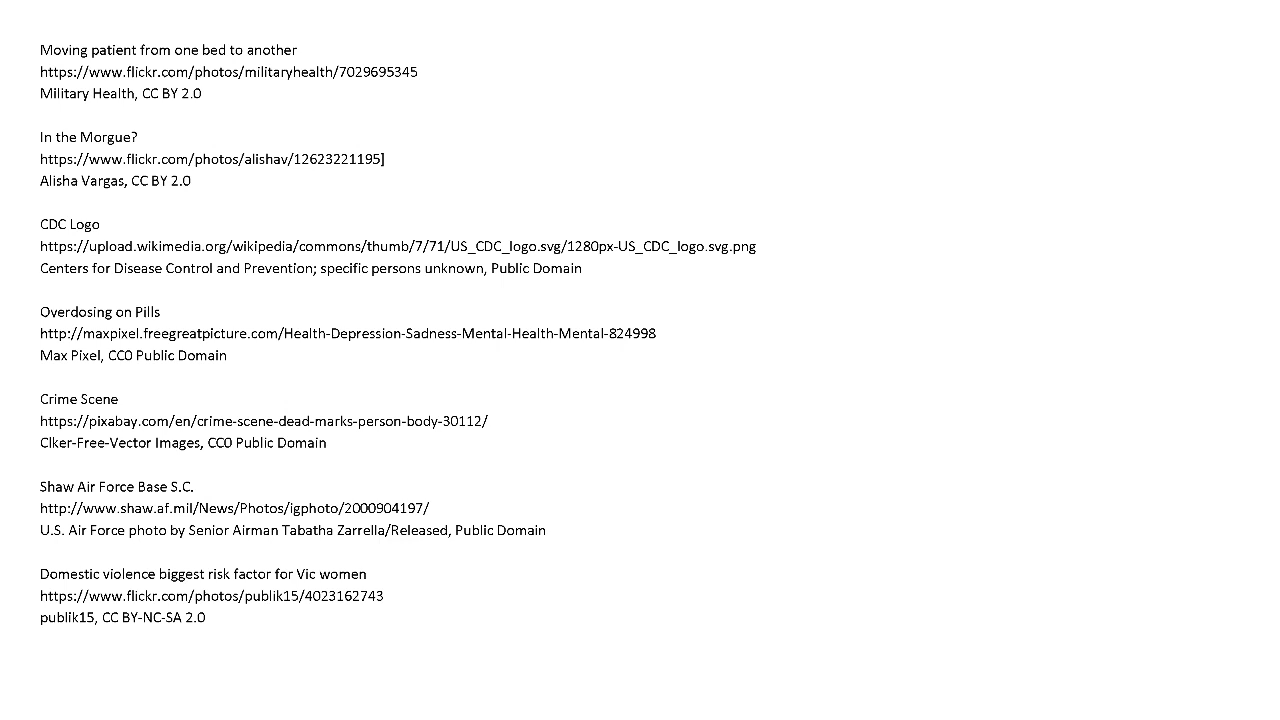 Moving patient from one bed to another
https://www.flickr.com/photos/militaryhealth/7029695345
Military Health, CC BY 2.0
In the Morgue?
https://www.flickr.com/photos/alishav/12623221195]
Alisha Vargas, CC BY 2.0
CDC Logo
https://upload.wikimedia.org/wikipedia/commons/thumb/7/71/US_CDC_logo.svg/1280px-US_CDC_logo.svg.png
Centers for Disease Control and Prevention; specific persons unknown, Public Domain
Overdosing on Pills
http://maxpixel.freegreatpicture.com/Health-Depression-Sadness-Mental-Health-Mental-824998
Max Pixel, CC0 Public Domain
Crime Scene
https://pixabay.com/en/crime-scene-dead-marks-person-body-30112/
Clker-Free-Vector Images, CC0 Public Domain
Shaw Air Force Base S.C.
http://www.shaw.af.mil/News/Photos/igphoto/2000904197/
U.S. Air Force photo by Senior Airman Tabatha Zarrella/Released, Public Domain
Domestic violence biggest risk factor for Vic women
https://www.flickr.com/photos/publik15/4023162743
publik15, CC BY-NC-SA 2.0